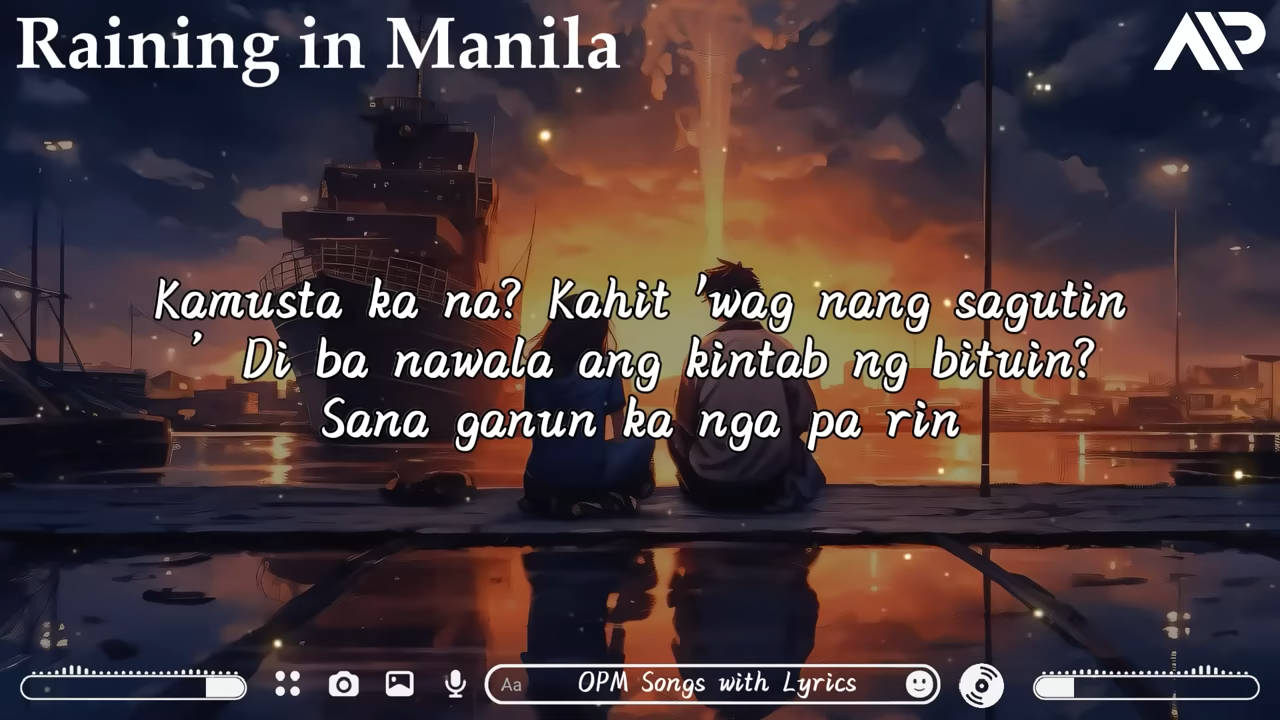 Raining in Manila
AP
Kamusta ka na? Kahit 'wag nang sagutin
' Di ba nawala ang kintab ng bituin?
Sana ganun ka nga pa rin
Aa OPM Songs with Lyrics